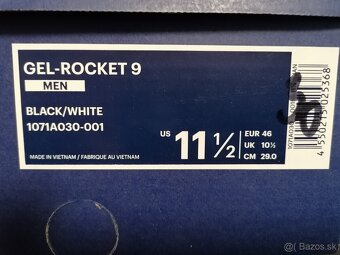 GEL-ROCKET 9
MEN
BLACK/WHITE
1071A030-001
MADE IN VIETNAM / FABRIQUE AU VIETNAM
US 11 1/2
EUR 46
UK 10½
CM 29.0
4 550215 025368
Bazos.sk